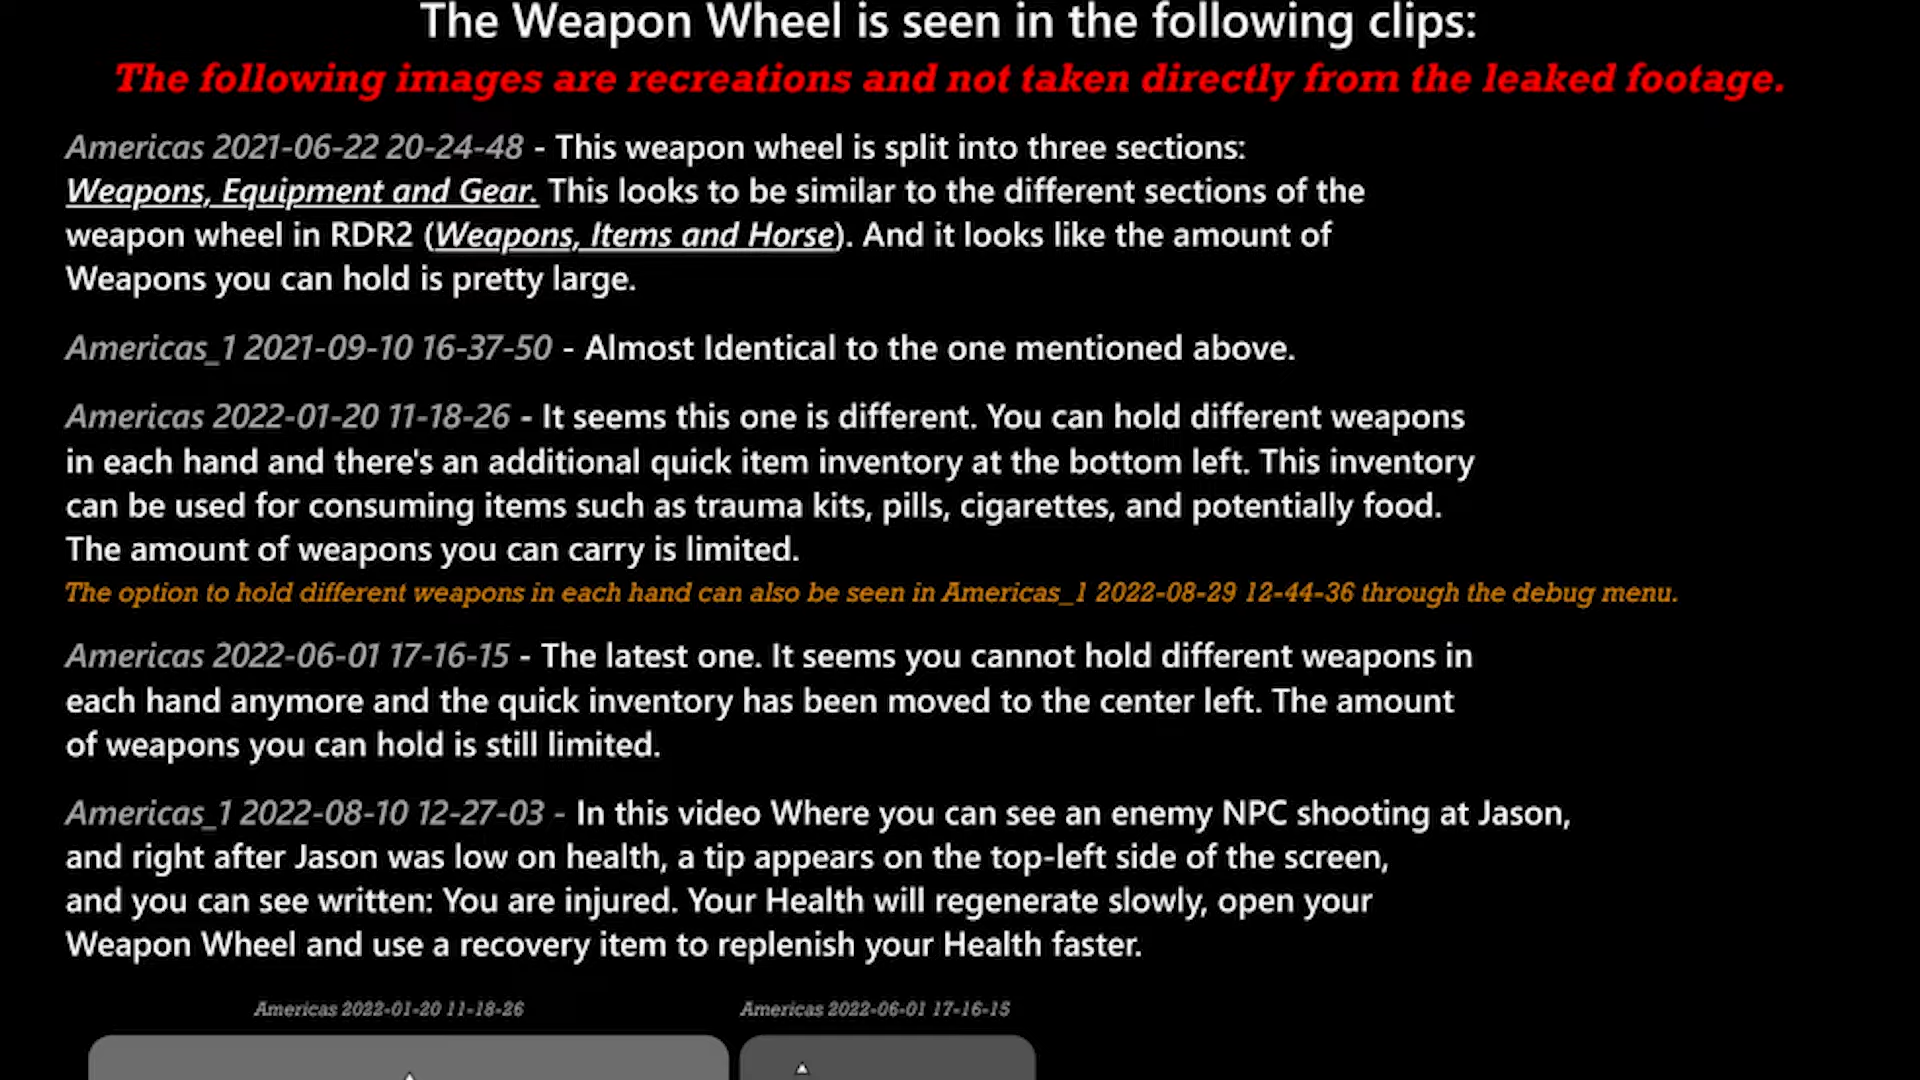 The Weapon Wheel is seen in the following clips:
The following images are recreations and not taken directly from the leaked footage.
Americas 2021-06-22 20-24-48 - This weapon wheel is split into three sections:
Weapons, Equipment and Gear. This looks to be similar to the different sections of the
weapon wheel in RDR2 (Weapons, Items and Horse). And it looks like the amount of
Weapons you can hold is pretty large.
Americas_1 2021-09-10 16-37-50 - Almost Identical to the one mentioned above.
Americas 2022-01-20 11-18-26 - It seems this one is different. You can hold different weapons
in each hand and there's an additional quick item inventory at the bottom left. This inventory
can be used for consuming items such as trauma kits, pills, cigarettes, and potentially food.
The amount of weapons you can carry is limited.
The option to hold different weapons in each hand can also be seen in Americas_1 2022-08-29 12-44-36 through the debug menu.
Americas 2022-06-01 17-16-15 - The latest one. It seems you cannot hold different weapons in
each hand anymore and the quick inventory has been moved to the center left. The amount
of weapons you can hold is still limited.
Americas_1 2022-08-10 12-27-03 - In this video Where you can see an enemy NPC shooting at Jason,
and right after Jason was low on health, a tip appears on the top-left side of the screen,
and you can see written: You are injured. Your Health will regenerate slowly, open your
Weapon Wheel and use a recovery item to replenish your Health faster.
Americas 2022-01-20 11-18-26
Americas 2022-06-01 17-16-15